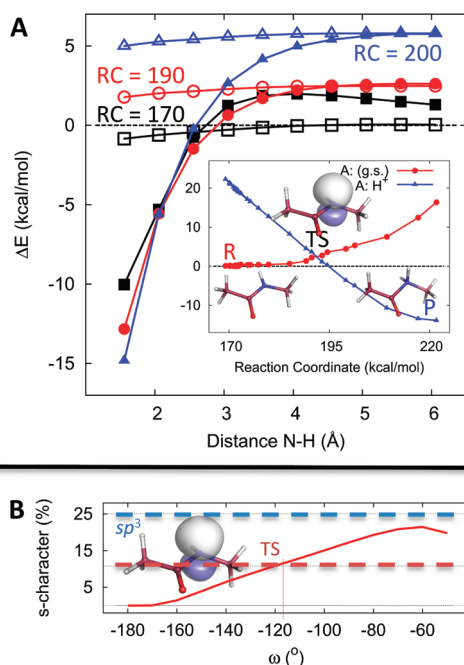 A
RC = 200
RC = 190
RC = 170
5
0
-5
-10
-15
ΔE (kcal/mol)
A: (g.s.)
A: H⁺
20
10
0
-10
TS
R
P
170 195 220
Reaction Coordinate (kcal/mol)
2 3 4 5 6
Distance N-H (Å)
B
s-character (%)
25
15
5
sp³
TS
-180 -160 -140 -120 -100 -80 -60
ω (°)